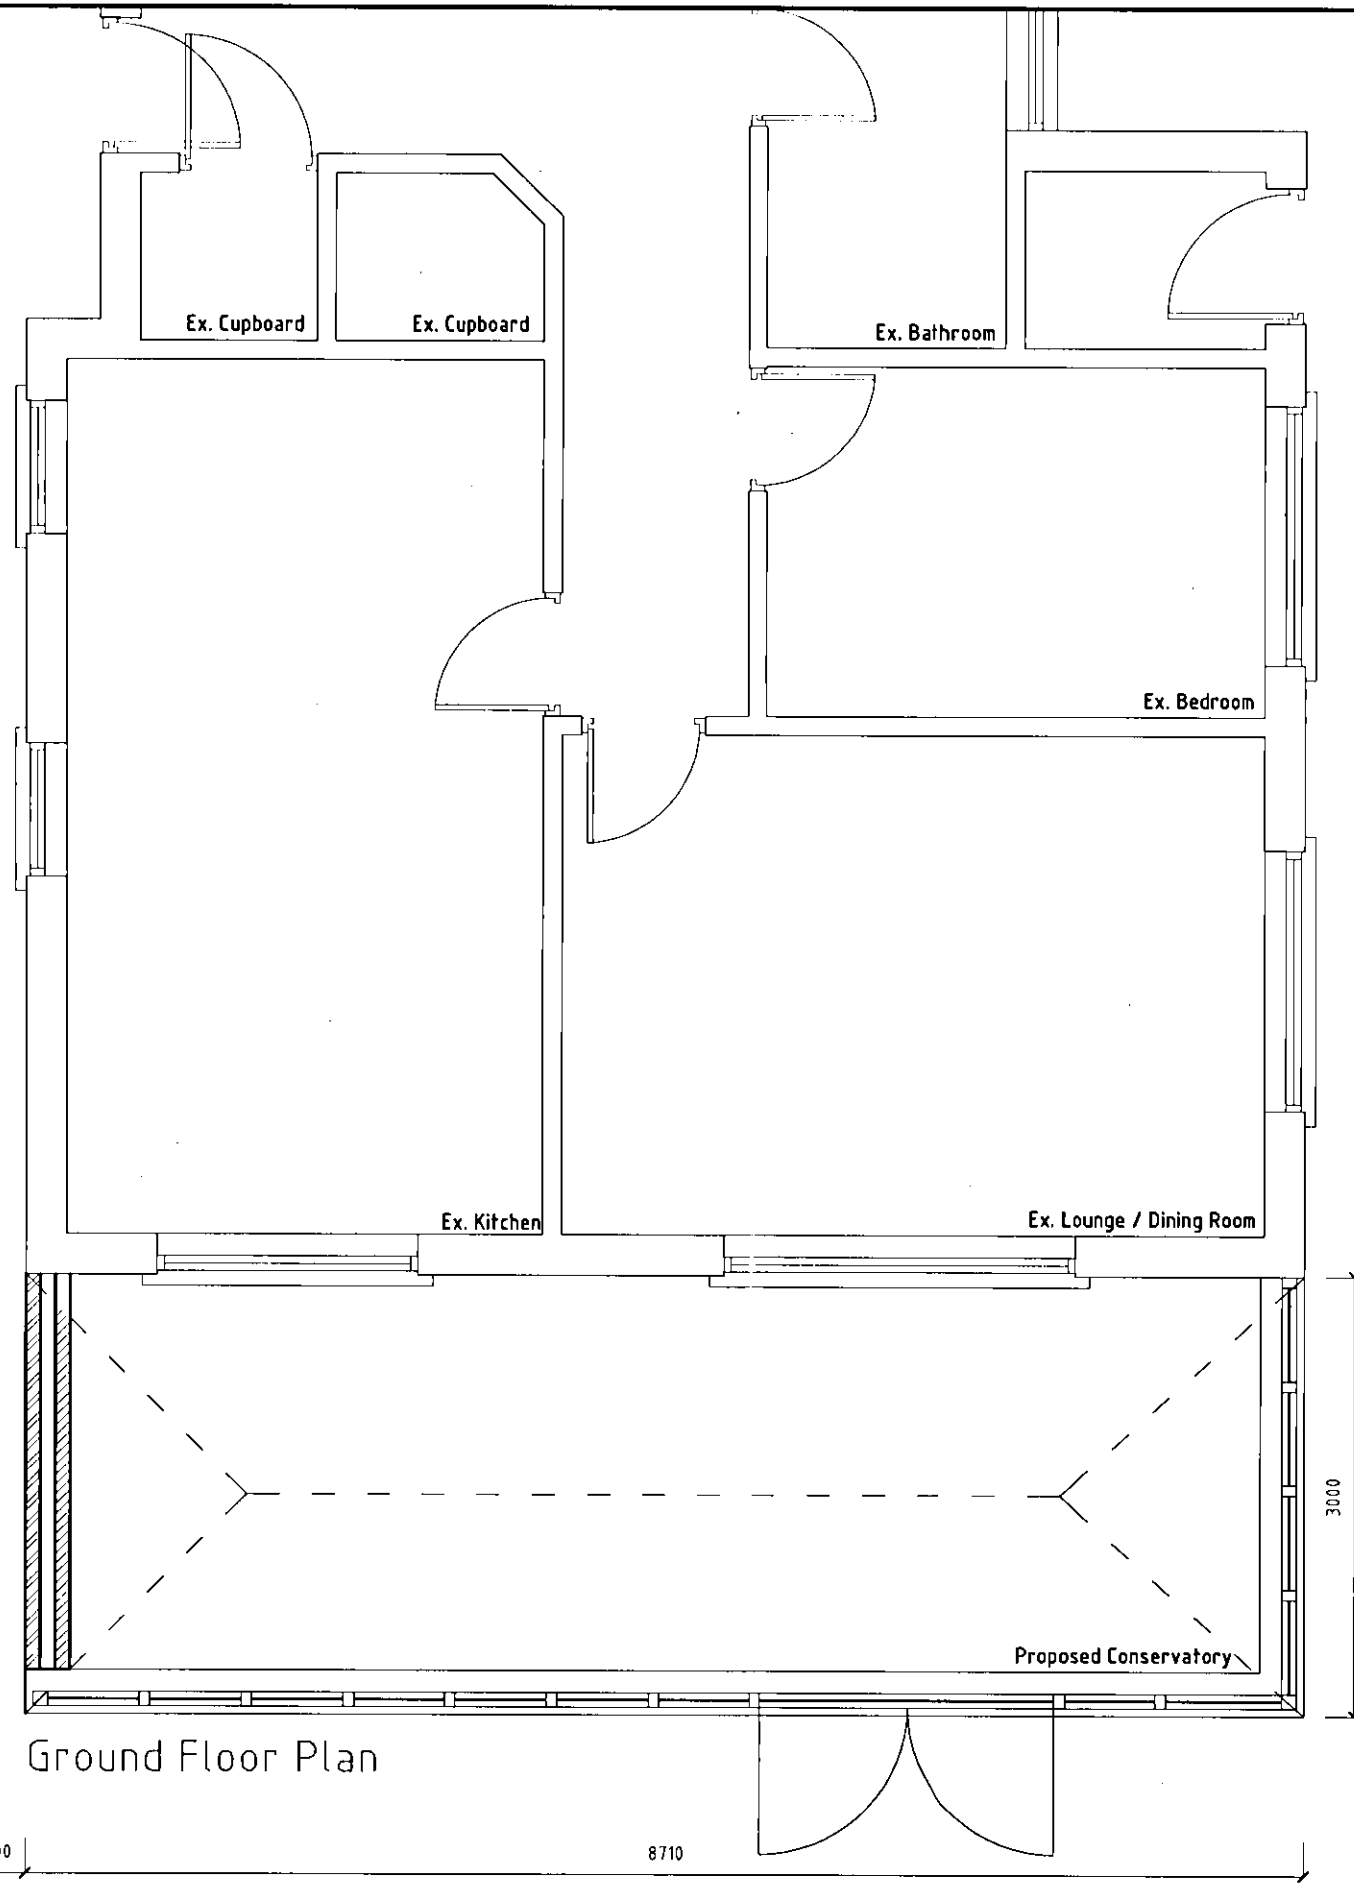 Ex. Cupboard
Ex. Cupboard
Ex. Bathroom
Ex. Bedroom
Ex. Kitchen
Ex. Lounge / Dining Room
3000
Proposed Conservatory
Ground Floor Plan
8710